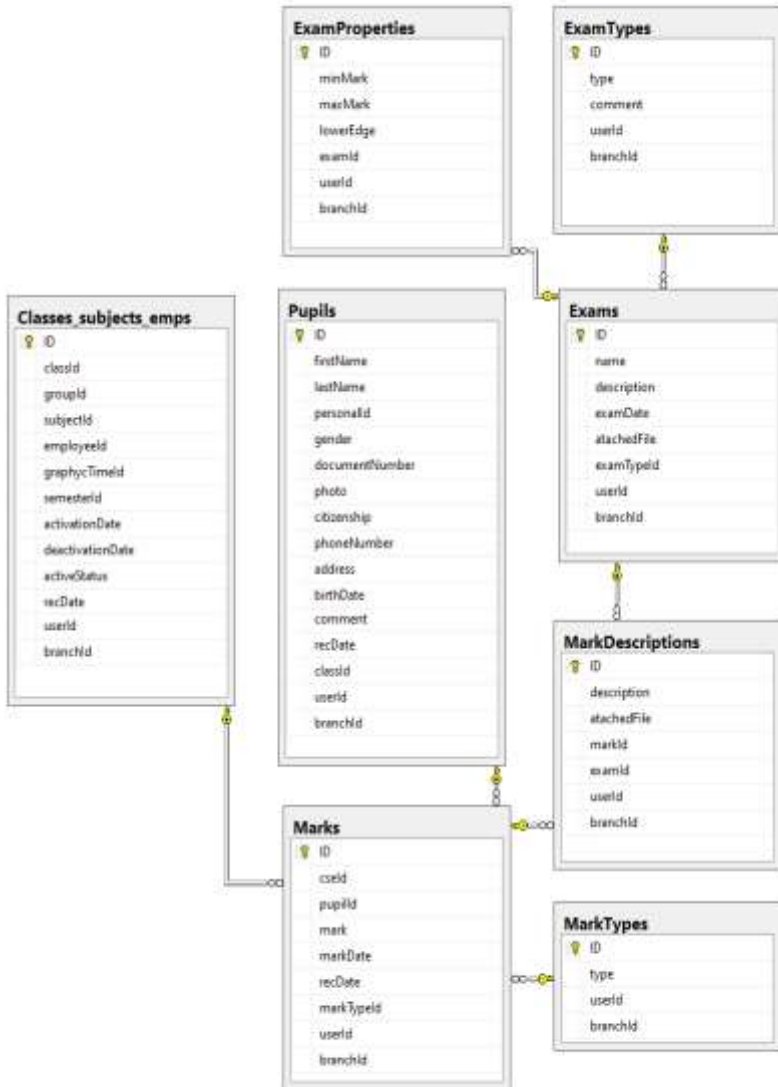 ExamProperties
ID
minMark
maxMark
lowerEdge
examId
userId
branchId
ExamTypes
ID
type
comment
userId
branchId
Classes_subjects_emps
ID
classId
groupId
subjectId
employeeId
graphycTimeId
semesterId
activationDate
deactivationDate
activeStatus
recDate
userId
branchId
Pupils
ID
firstName
lastName
personalId
gender
documentNumber
photo
citizenship
phoneNumber
address
birthDate
comment
recDate
classId
userId
branchId
Exams
ID
name
description
examDate
atachedFile
examTypeId
userId
branchId
MarkDescriptions
ID
description
atachedFile
markId
examId
userId
branchId
Marks
ID
cseId
pupilId
mark
markDate
recDate
markTypeId
userId
branchId
MarkTypes
ID
type
userId
branchId